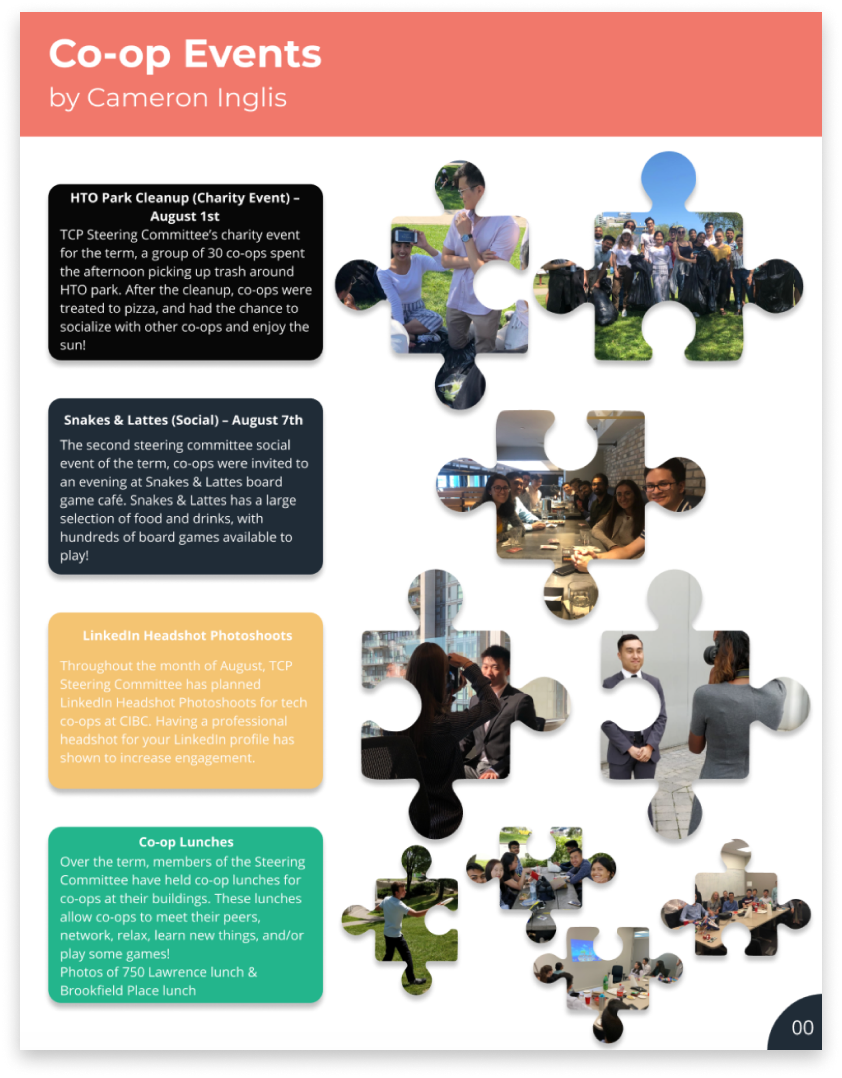 Co-op Events
by Cameron Inglis
HTO Park Cleanup (Charity Event) –
August 1st
TCP Steering Committee's charity event
for the term, a group of 30 co-ops spent
the afternoon picking up trash around
HTO park. After the cleanup, co-ops were
treated to pizza, and had the chance to
socialize with other co-ops and enjoy the
sun!
Snakes & Lattes (Social) – August 7th
The second steering committee social
event of the term, co-ops were invited to
an evening at Snakes & Lattes board
game café. Snakes & Lattes has a large
selection of food and drinks, with
hundreds of board games available to
play!
LinkedIn Headshot Photoshoots
Throughout the month of August, TCP
Steering Committee has planned
LinkedIn Headshot Photoshoots for tech
co-ops at CIBC. Having a professional
headshot for your LinkedIn profile has
shown to increase engagement.
Co-op Lunches
Over the term, members of the Steering
Committee have held co-op lunches for
co-ops at their buildings. These lunches
allow co-ops to meet their peers,
network, relax, learn new things, and/or
play some games!
Photos of 750 Lawrence lunch &
Brookfield Place lunch
00